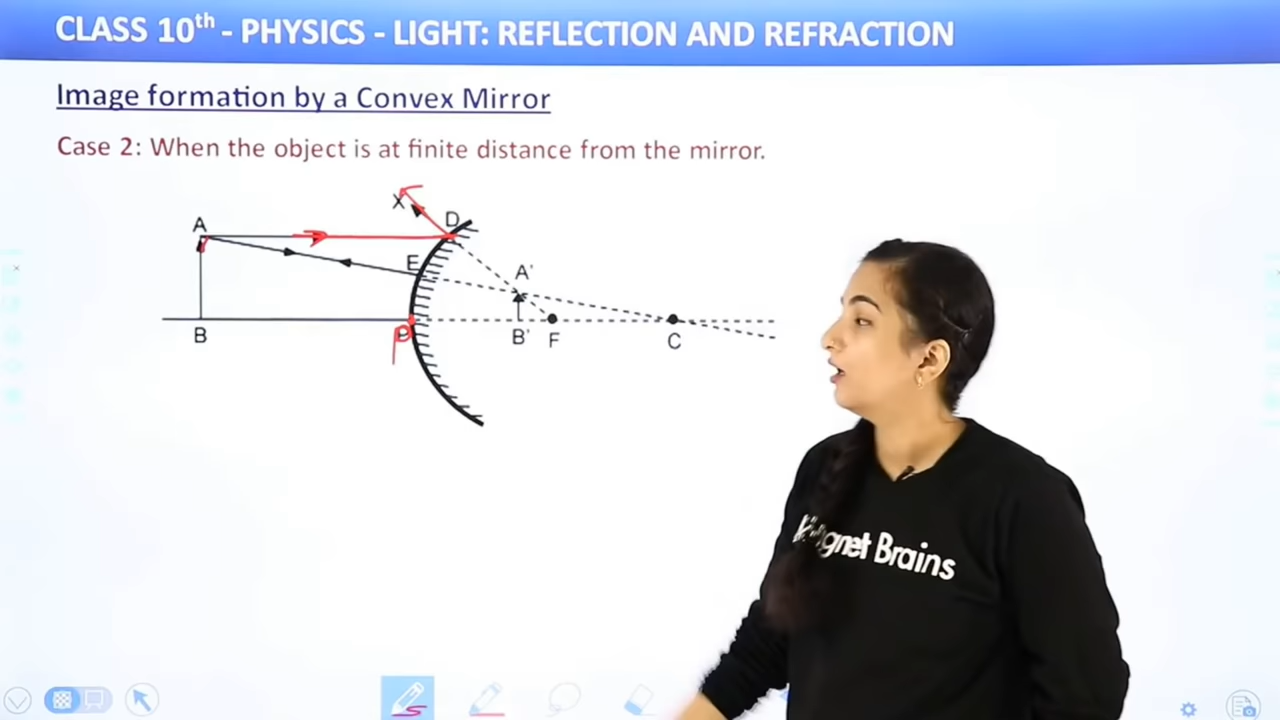 CLASS 10th - PHYSICS - LIGHT: REFLECTION AND REFRACTION
Image formation by a Convex Mirror
Case 2: When the object is at finite distance from the mirror.
X
D
A
E
A'
P
B
B'
F
C
Magnet Brains